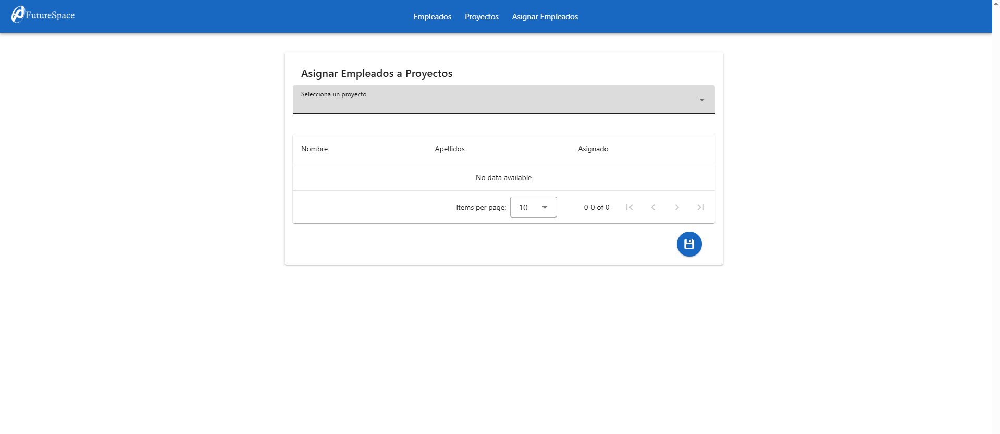 FutureSpace
Empleados Proyectos Asignar Empleados
Asignar Empleados a Proyectos
Selecciona un proyecto
Nombre Apellidos Asignado
No data available
Items per page: 10 0-0 of 0